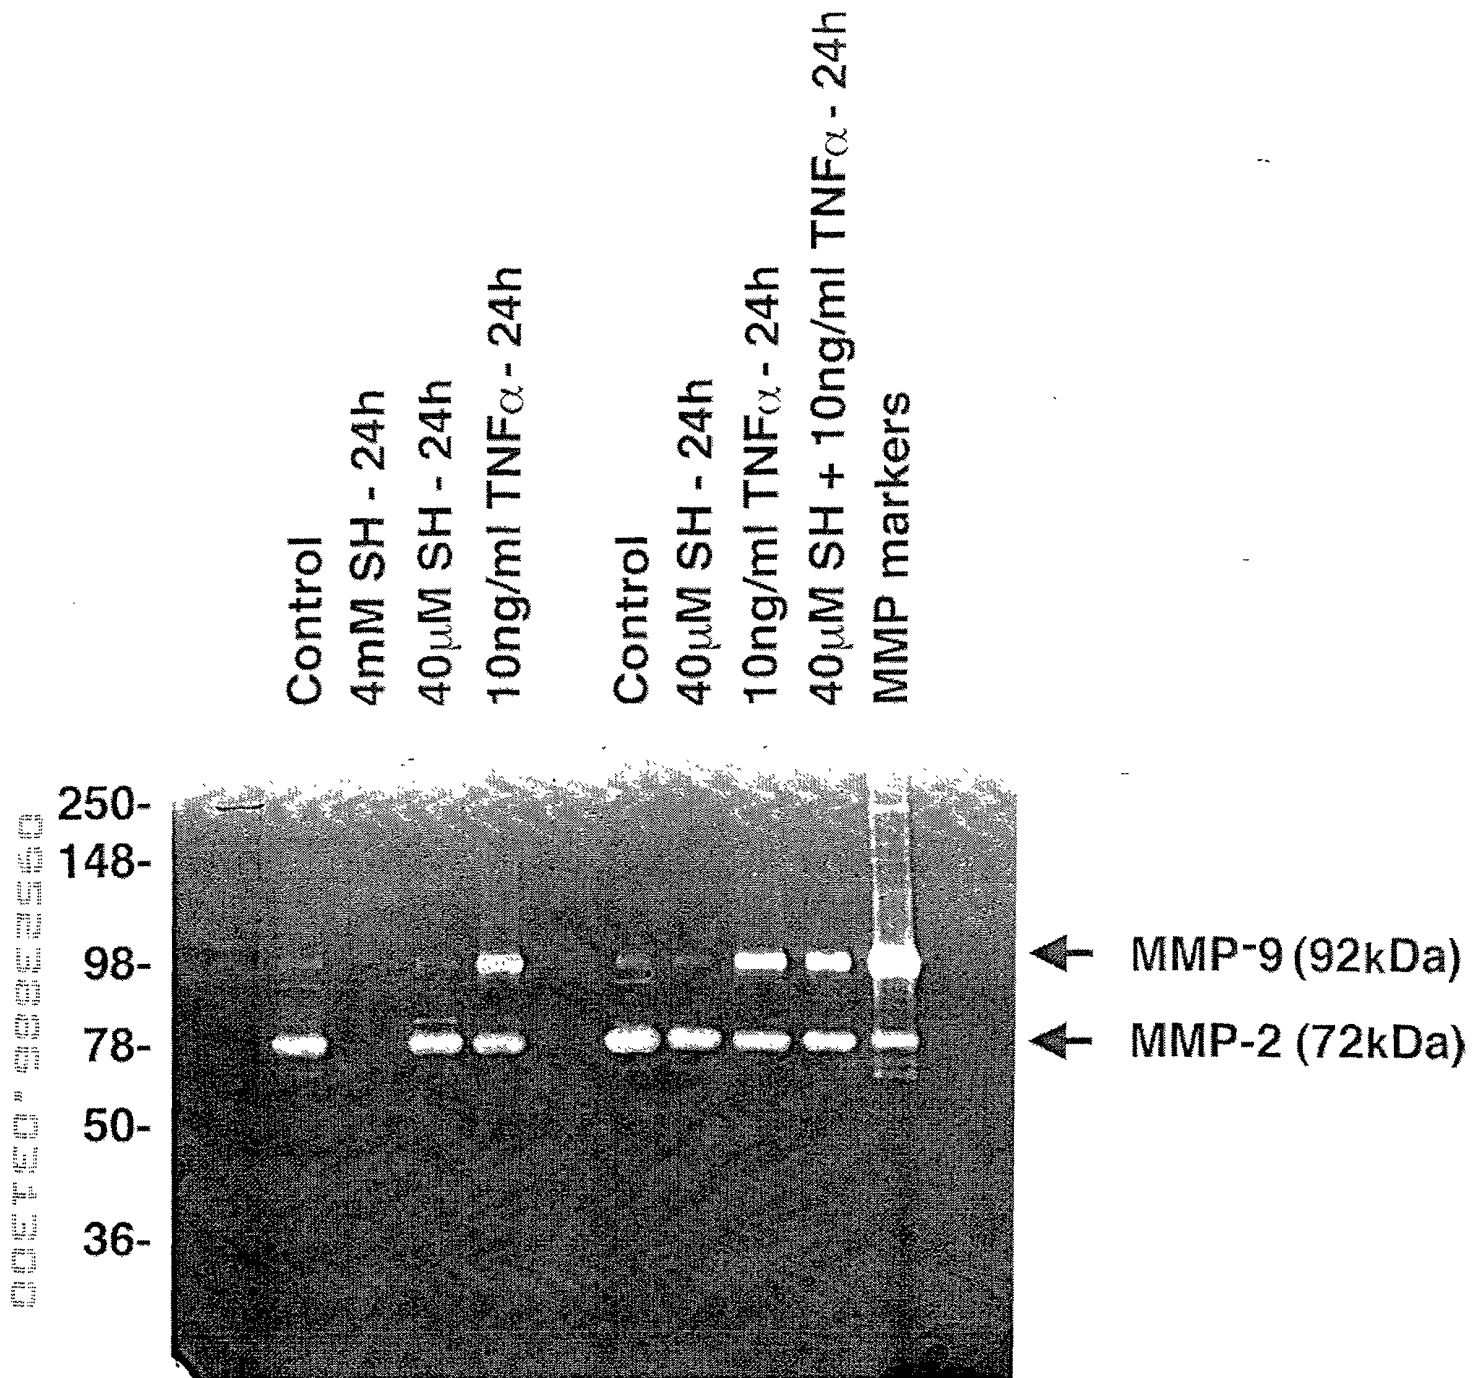 Control
4mM SH - 24h
40µM SH - 24h
10ng/ml TNFα - 24h
Control
40µM SH - 24h
10ng/ml TNFα - 24h
40µM SH + 10ng/ml TNFα - 24h
MMP markers
250-
148-
98-
78-
50-
36-
MMP-9 (92kDa)
MMP-2 (72kDa)
09523885.031300